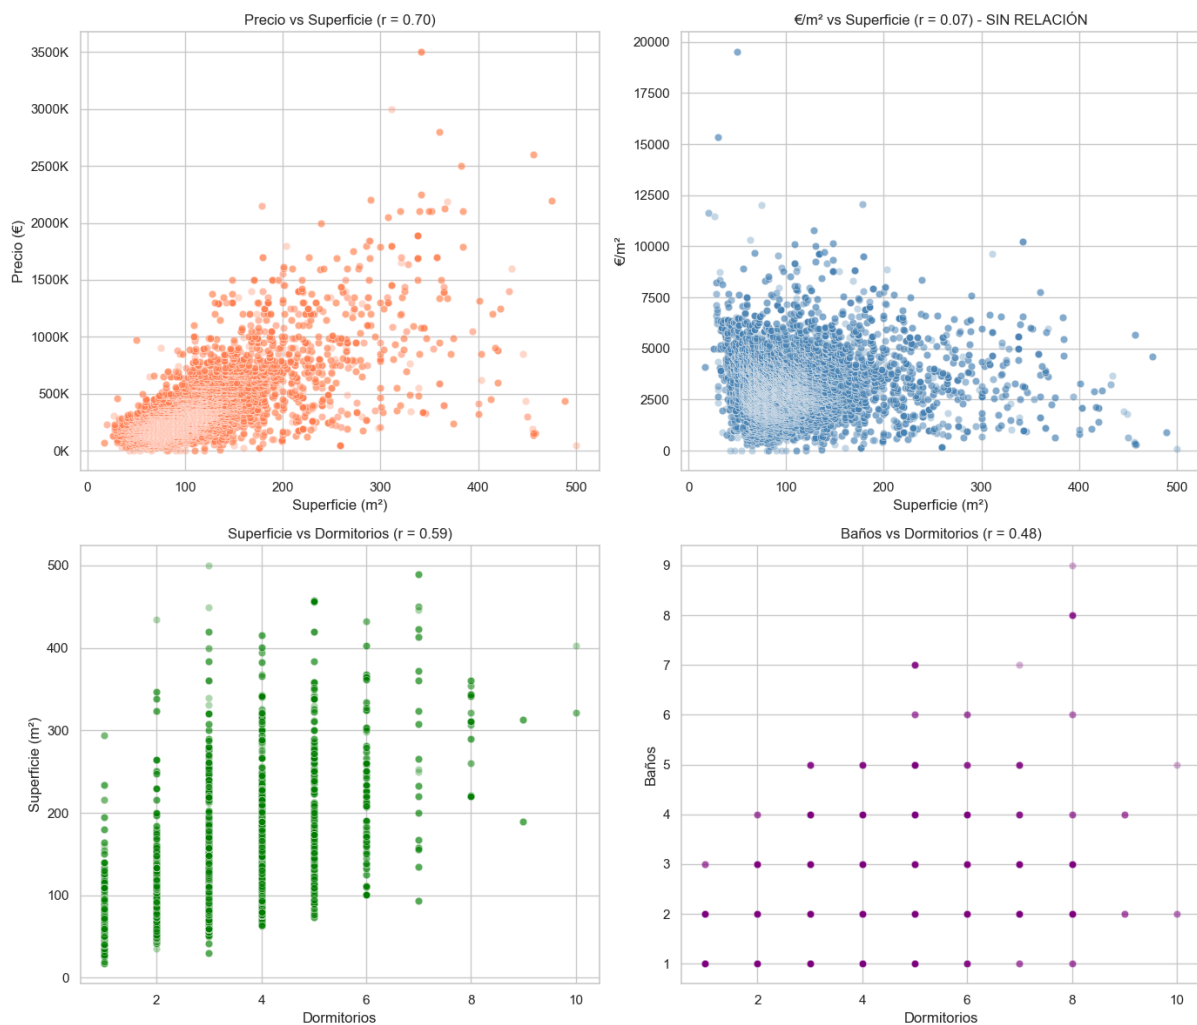 Precio vs Superficie (r = 0.70)
3500K
3000K
2500K
2000K
1500K
1000K
500K
0K
Precio (€)
0 100 200 300 400 500
Superficie (m²)
€/m² vs Superficie (r = 0.07) - SIN RELACIÓN
20000
17500
15000
12500
10000
7500
5000
2500
0
€/m²
0 100 200 300 400 500
Superficie (m²)
Superficie vs Dormitorios (r = 0.59)
500
400
300
200
100
0
Superficie (m²)
2 4 6 8 10
Dormitorios
Baños vs Dormitorios (r = 0.48)
9
8
7
6
5
4
3
2
1
Baños
2 4 6 8 10
Dormitorios